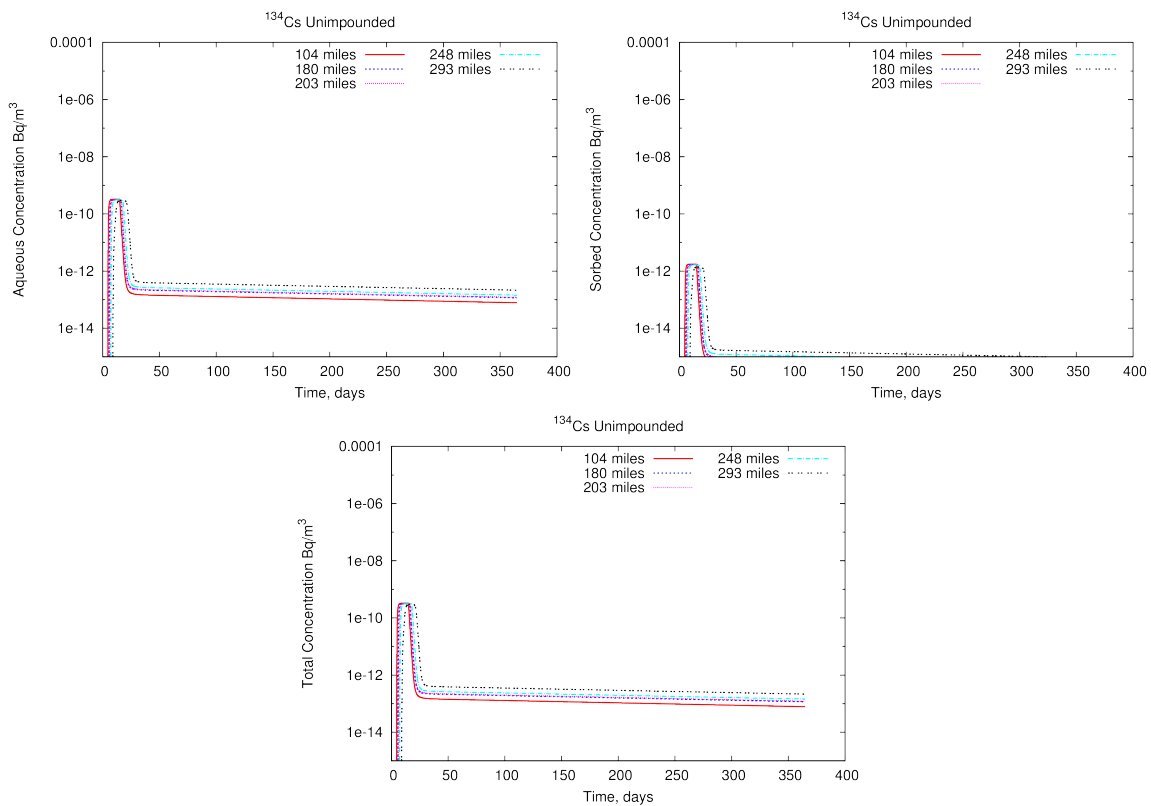 ¹³⁴Cs Unimpounded
Aqueous Concentration Bq/m³
0.0001
1e-06
1e-08
1e-10
1e-12
1e-14
104 miles
180 miles
203 miles
248 miles
293 miles
0 50 100 150 200 250 300 350 400
Time, days
¹³⁴Cs Unimpounded
Sorbed Concentration Bq/m³
0.0001
1e-06
1e-08
1e-10
1e-12
1e-14
104 miles
180 miles
203 miles
248 miles
293 miles
0 50 100 150 200 250 300 350 400
Time, days
¹³⁴Cs Unimpounded
Total Concentration Bq/m³
0.0001
1e-06
1e-08
1e-10
1e-12
1e-14
104 miles
180 miles
203 miles
248 miles
293 miles
0 50 100 150 200 250 300 350 400
Time, days